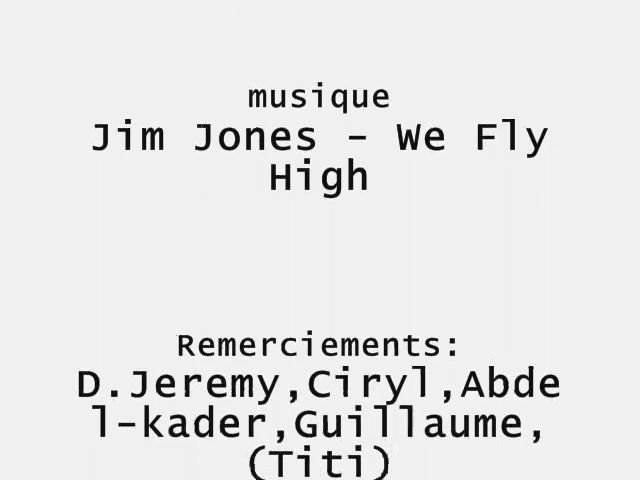 musique
Jim Jones - We Fly
High
Remerciements:
D.Jeremy,Ciryl,Abde
l-kader,Guillaume,
(Titi)